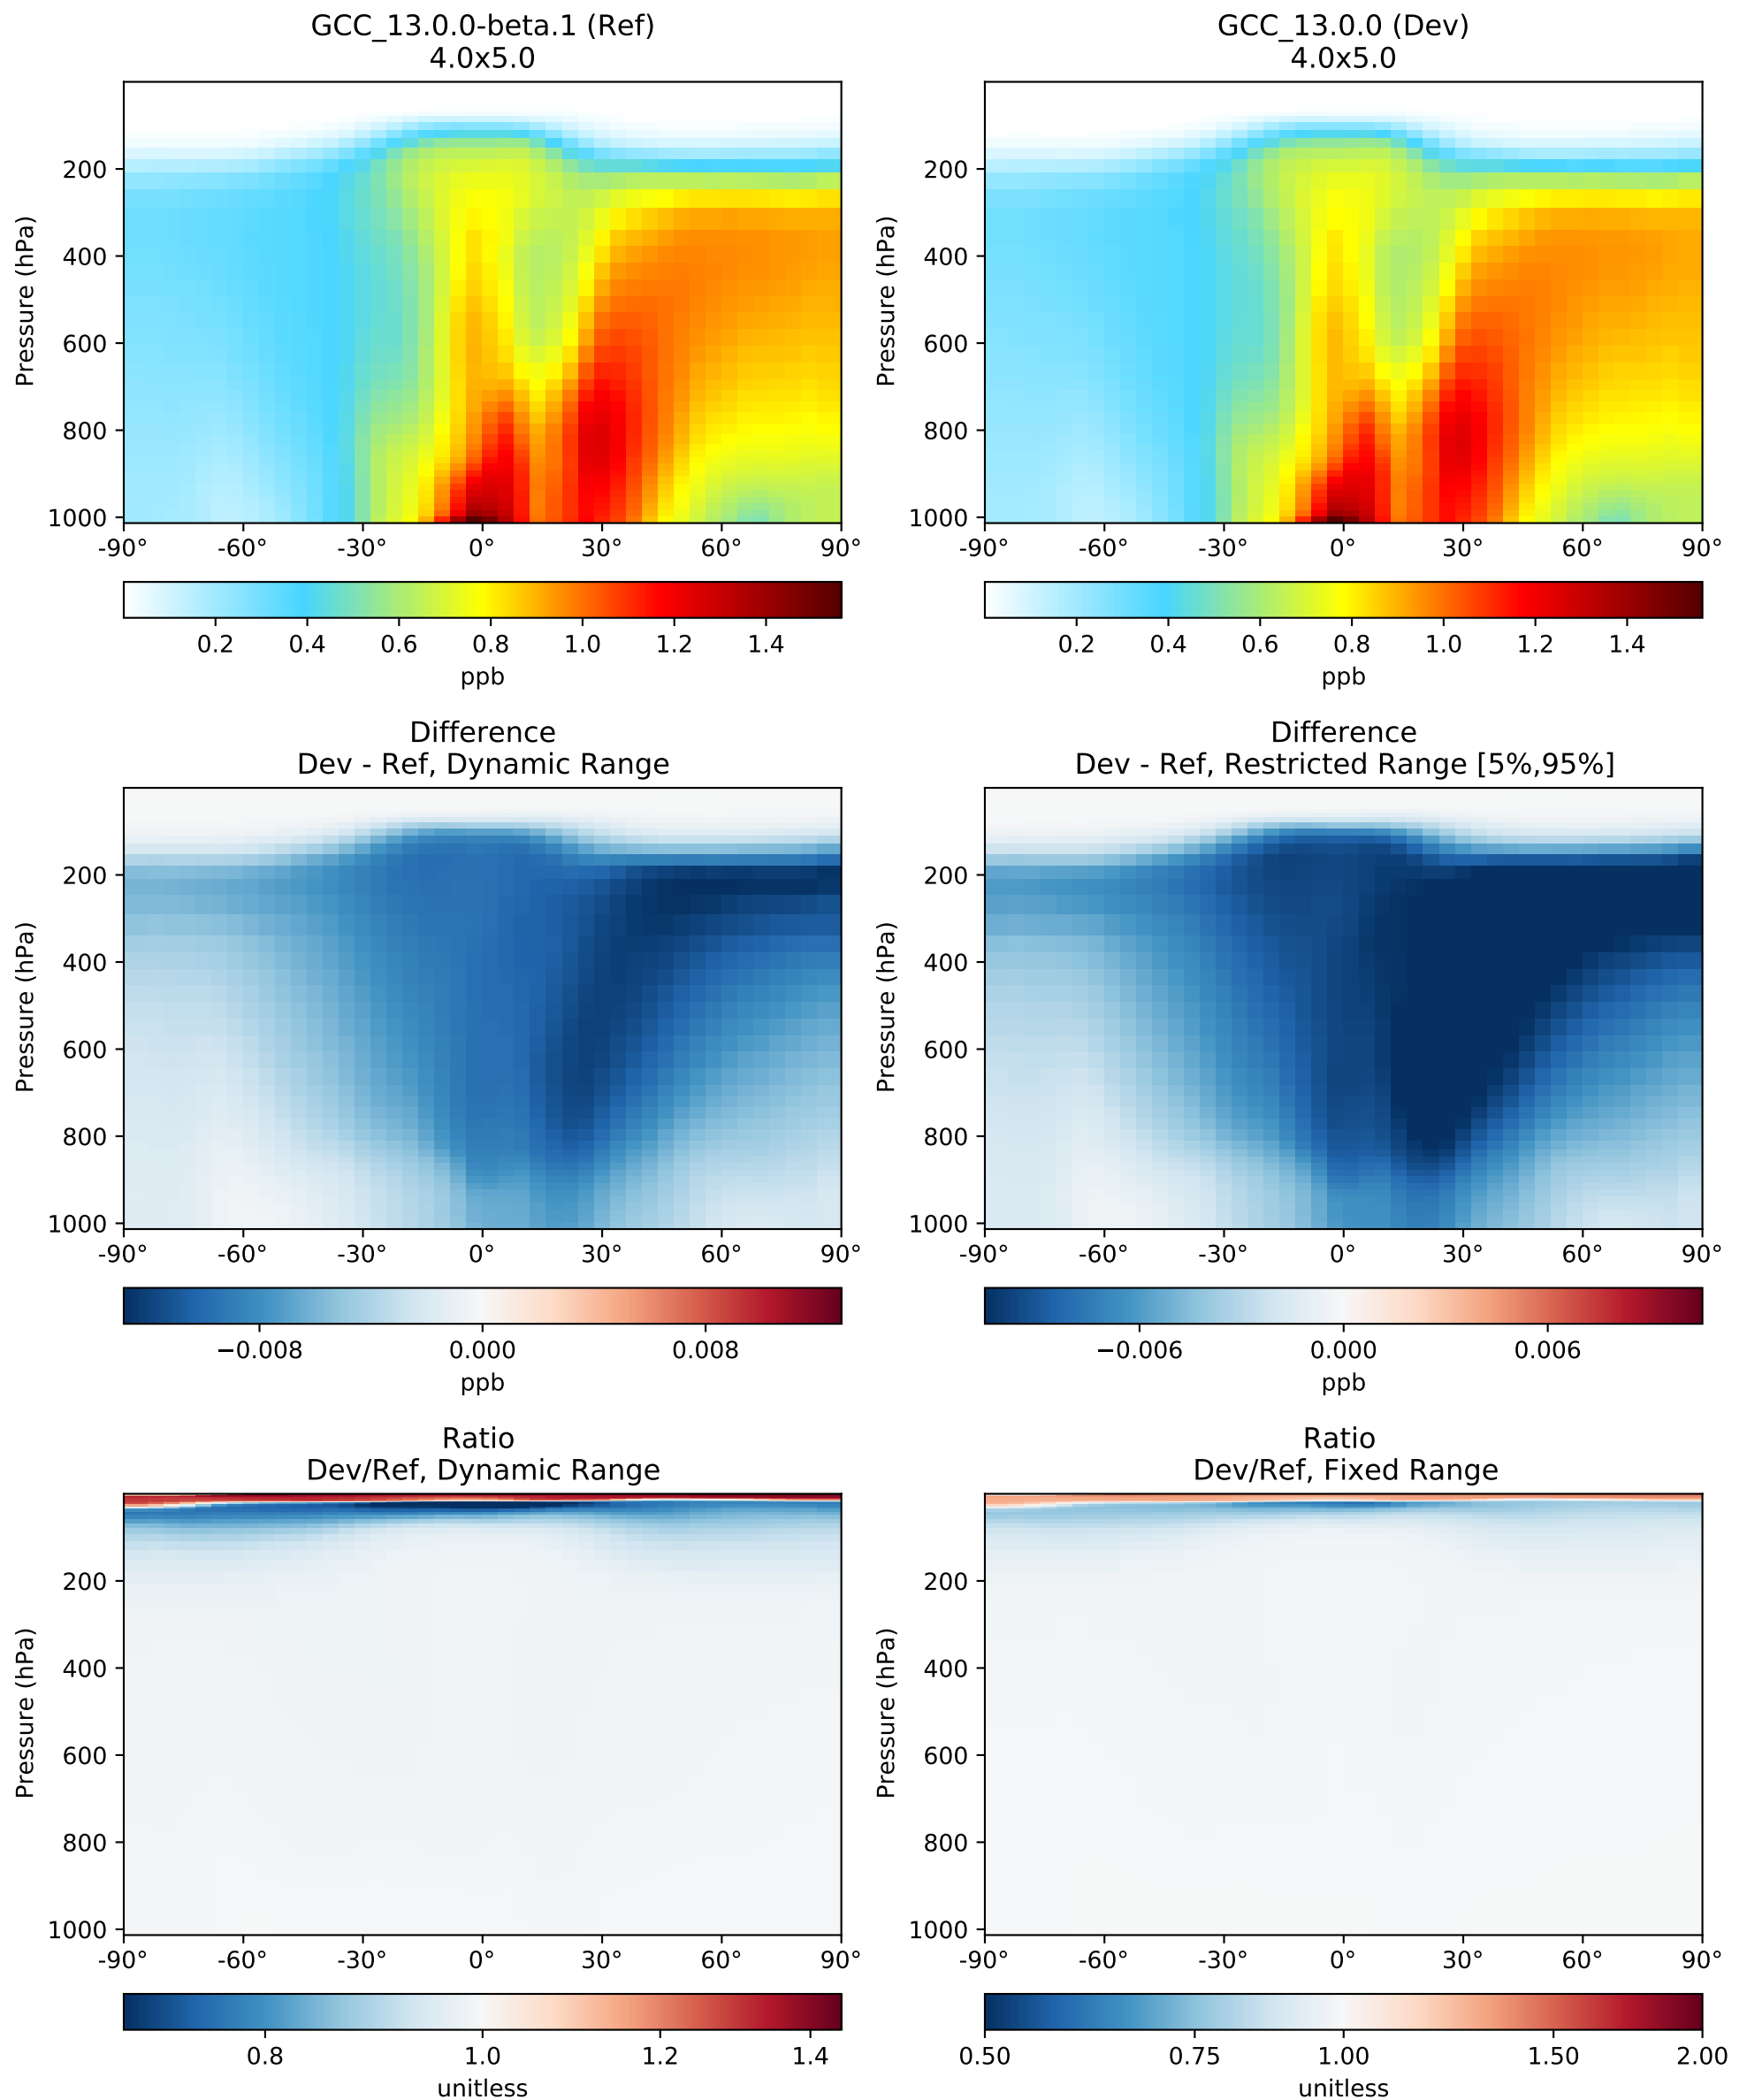 GCC_13.0.0-beta.1 (Ref)
4.0x5.0
GCC_13.0.0 (Dev)
4.0x5.0
Pressure (hPa)
200
400
600
800
1000
-90° -60° -30° 0° 30° 60° 90°
0.2 0.4 0.6 0.8 1.0 1.2 1.4
ppb
Pressure (hPa)
200
400
600
800
1000
-90° -60° -30° 0° 30° 60° 90°
0.2 0.4 0.6 0.8 1.0 1.2 1.4
ppb
Difference
Dev - Ref, Dynamic Range
Difference
Dev - Ref, Restricted Range [5%,95%]
Pressure (hPa)
200
400
600
800
1000
-90° -60° -30° 0° 30° 60° 90°
−0.008 0.000 0.008
ppb
Pressure (hPa)
200
400
600
800
1000
-90° -60° -30° 0° 30° 60° 90°
−0.006 0.000 0.006
ppb
Ratio
Dev/Ref, Dynamic Range
Ratio
Dev/Ref, Fixed Range
Pressure (hPa)
200
400
600
800
1000
-90° -60° -30° 0° 30° 60° 90°
0.8 1.0 1.2 1.4
unitless
Pressure (hPa)
200
400
600
800
1000
-90° -60° -30° 0° 30° 60° 90°
0.50 0.75 1.00 1.50 2.00
unitless